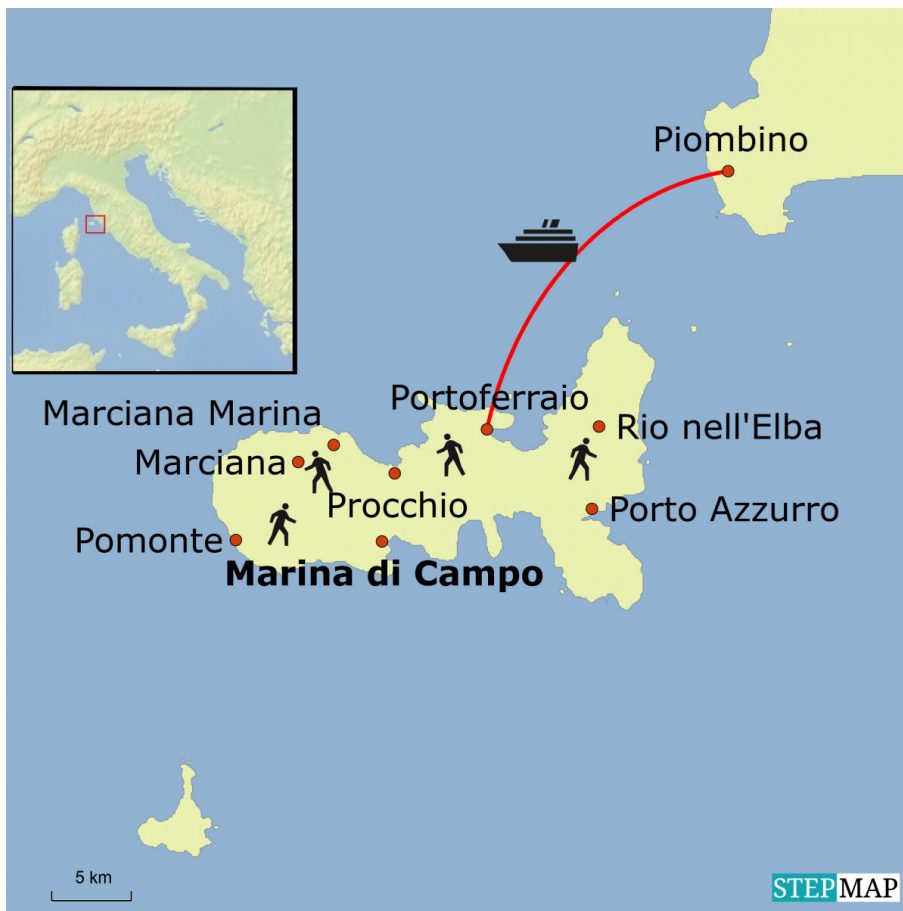 Piombino
Portoferraio
Marciana Marina
Rio nell'Elba
Marciana
Procchio
Porto Azzurro
Pomonte
Marina di Campo
5 km
STEPMAP